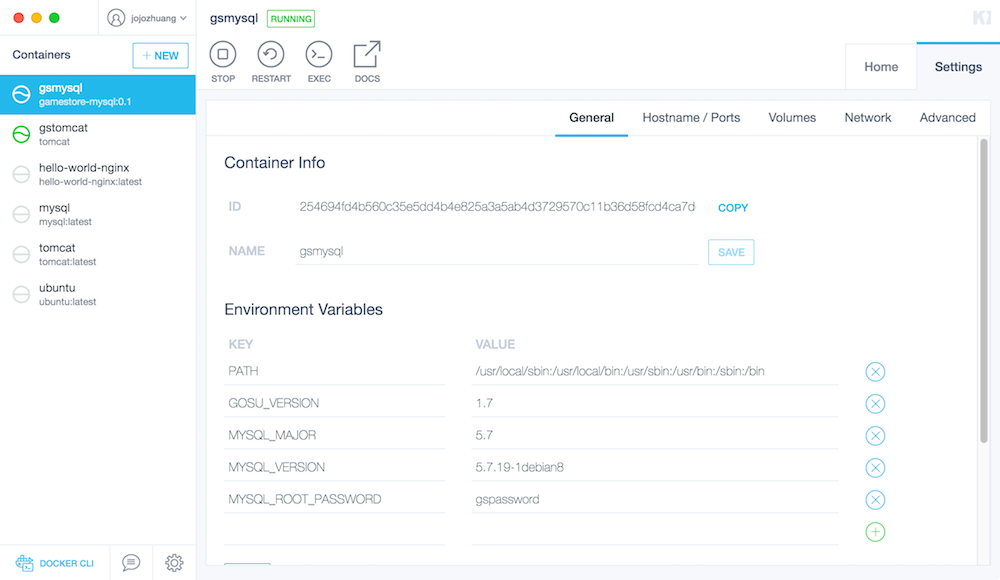 jojozhuang
gsmysql RUNNING
Containers
+ NEW
STOP RESTART EXEC DOCS
Home Settings
gsmysql
gamestore-mysql:0.1
gstomcat
tomcat
hello-world-nginx
hello-world-nginx:latest
mysql
mysql:latest
tomcat
tomcat:latest
ubuntu
ubuntu:latest
DOCKER CLI
General Hostname / Ports Volumes Network Advanced
Container Info
ID 254694fd4b560c35e5dd4b4e825a3a5ab4d3729570c11b36d58fcd4ca7d COPY
NAME gsmysql SAVE
Environment Variables
KEY VALUE
PATH /usr/local/sbin:/usr/local/bin:/usr/sbin:/usr/bin:/sbin:/bin
GOSU_VERSION 1.7
MYSQL_MAJOR 5.7
MYSQL_VERSION 5.7.19-1debian8
MYSQL_ROOT_PASSWORD gspassword